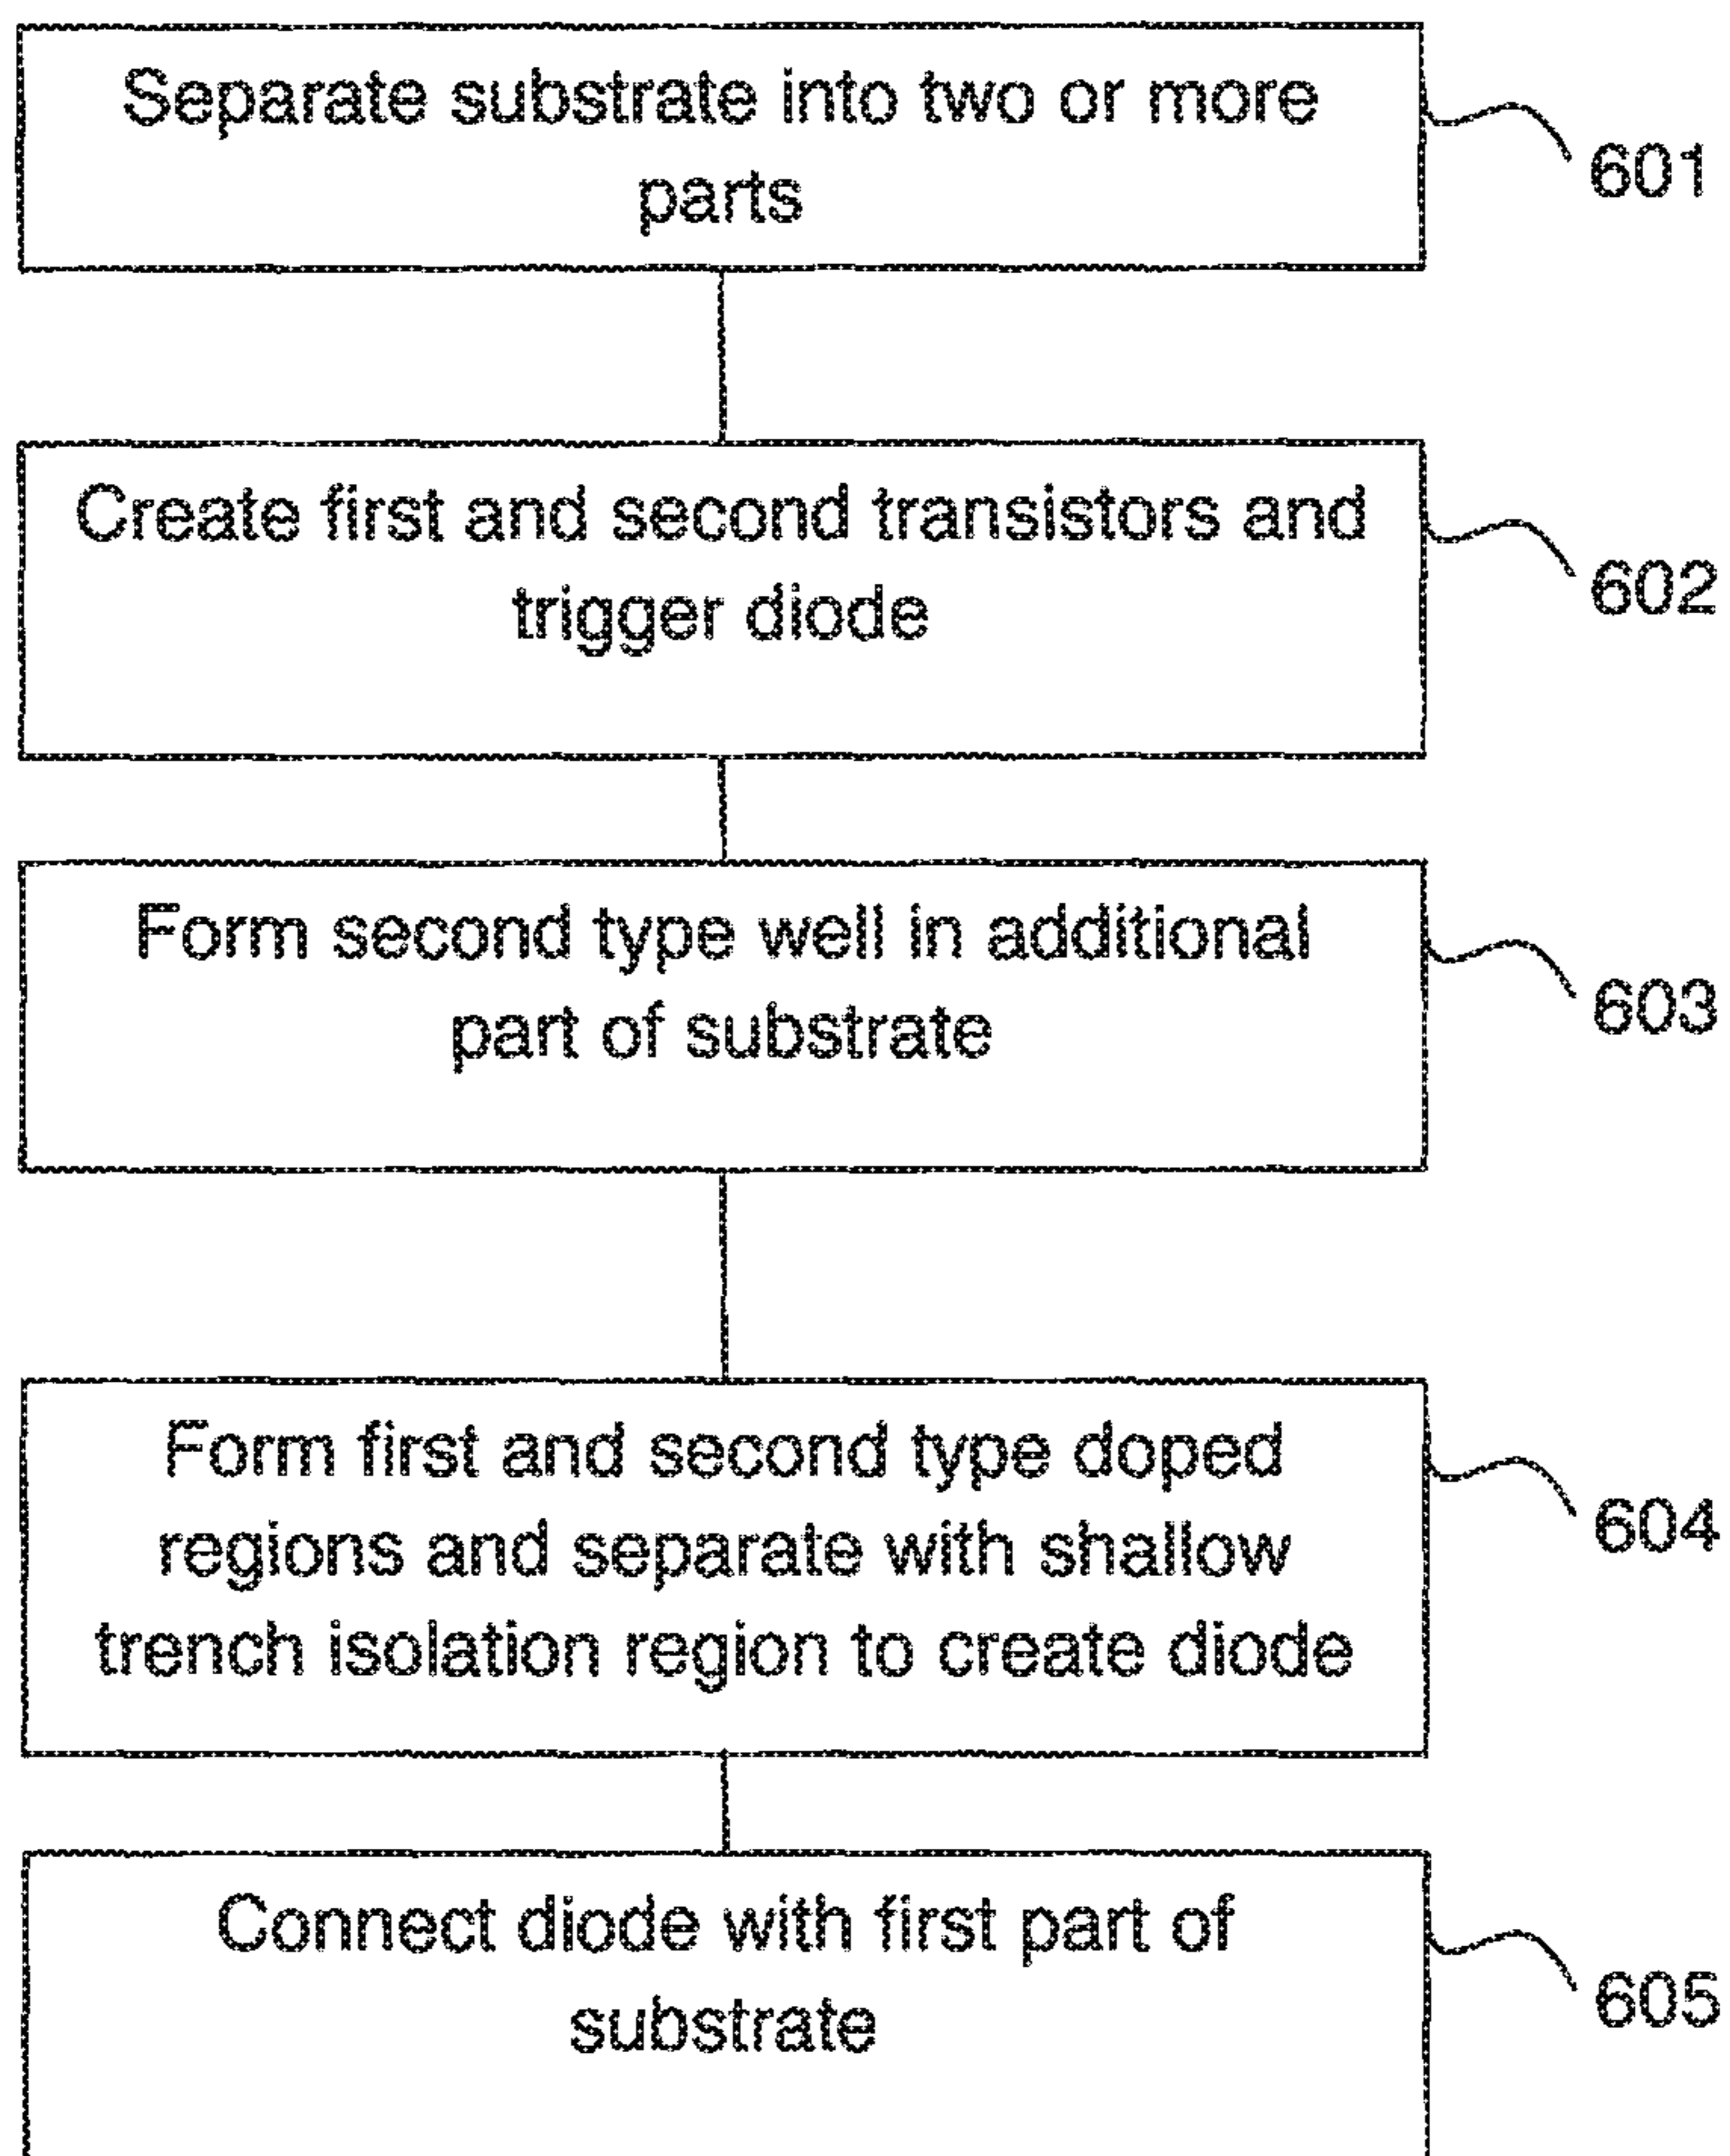 Separate substrate into two or more
parts
601
Create first and second transistors and
trigger diode
602
Form second type well in additional
part of substrate
603
Form first and second type doped
regions and separate with shallow
trench isolation region to create diode
604
Connect diode with first part of
substrate
605